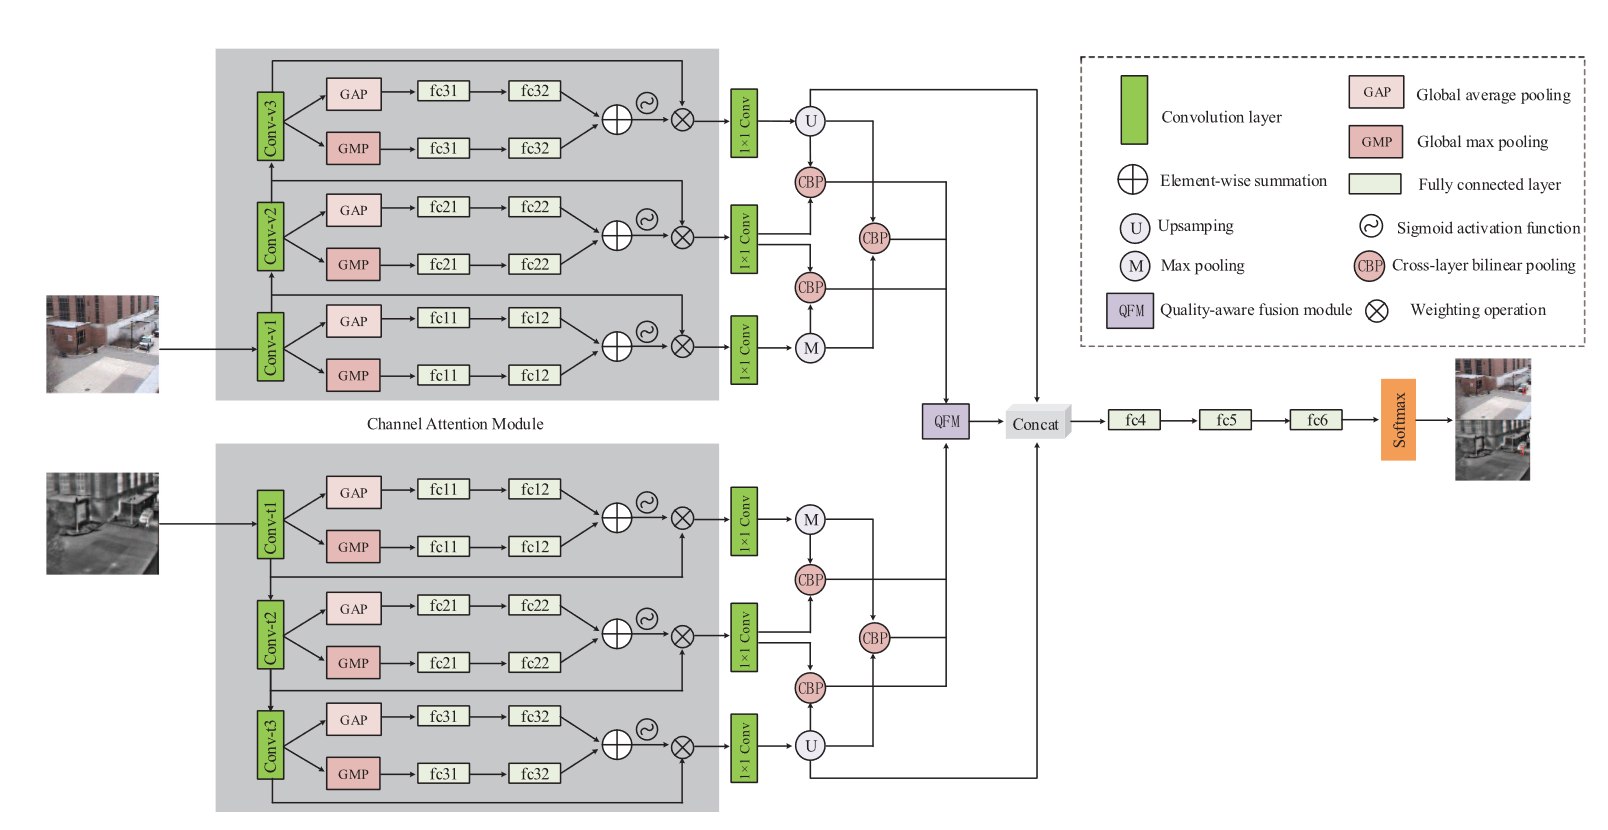 Conv-v3
GAP
fc31
fc32
GMP
fc31
fc32
1×1 Conv
U
CBP
Conv-v2
GAP
fc21
fc22
GMP
fc21
fc22
1×1 Conv
CBP
CBP
Conv-v1
GAP
fc11
fc12
GMP
fc11
fc12
1×1 Conv
M
Channel Attention Module
Conv-t1
GAP
fc11
fc12
GMP
fc11
fc12
1×1 Conv
M
CBP
Conv-t2
GAP
fc21
fc22
GMP
fc21
fc22
1×1 Conv
CBP
CBP
Conv-t3
GAP
fc31
fc32
GMP
fc31
fc32
1×1 Conv
U
QFM
Concat
fc4
fc5
fc6
Softmax
Convolution layer
Element-wise summation
U Upsamping
M Max pooling
QFM Quality-aware fusion module
GAP Global average pooling
GMP Global max pooling
Fully connected layer
Sigmoid activation function
CBP Cross-layer bilinear pooling
Weighting operation